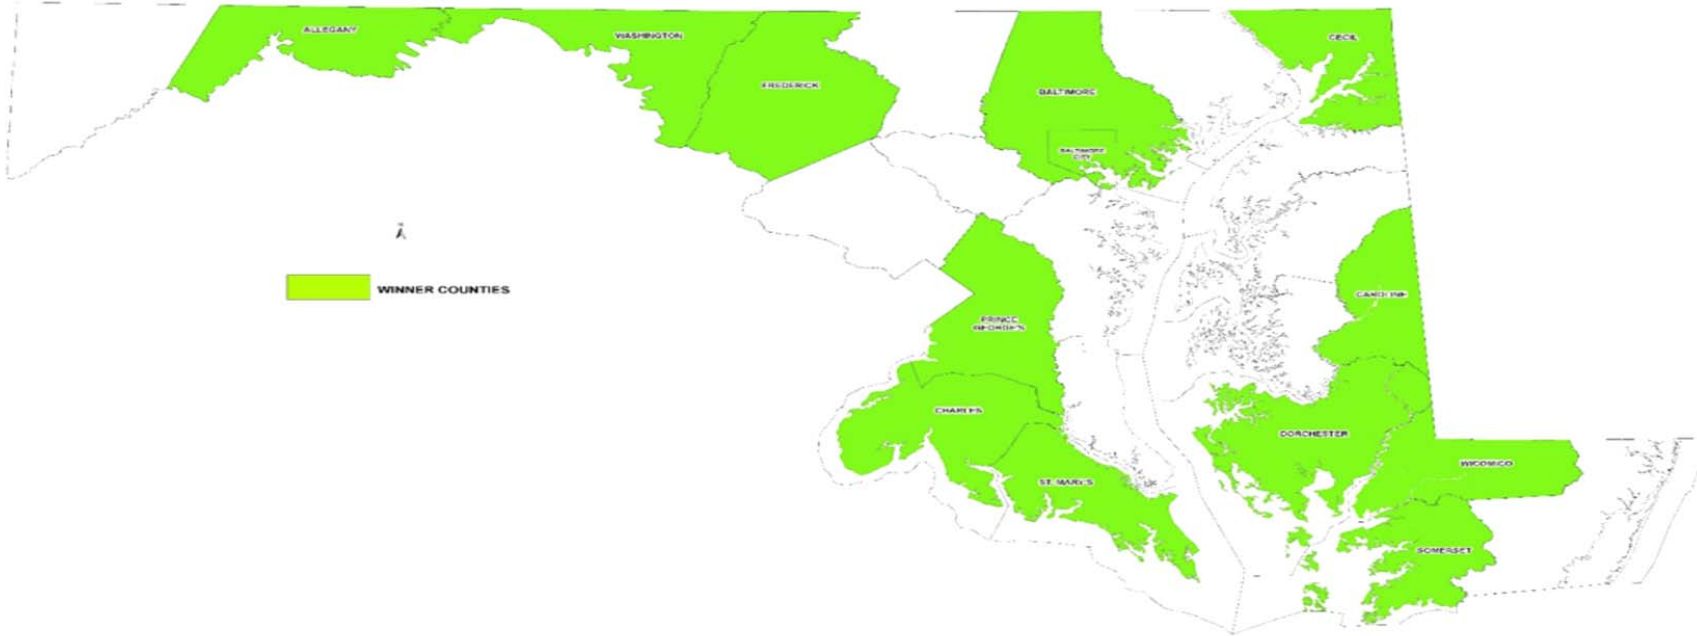 ALLEGANY
WASHINGTON
CECIL
FREDERICK
BALTIMORE
BALTIMORE
CITY
WINNER COUNTIES
CAROLINE
PRINCE
GEORGE'S
CHARLES
DORCHESTER
WICOMICO
ST. MARY'S
SOMERSET